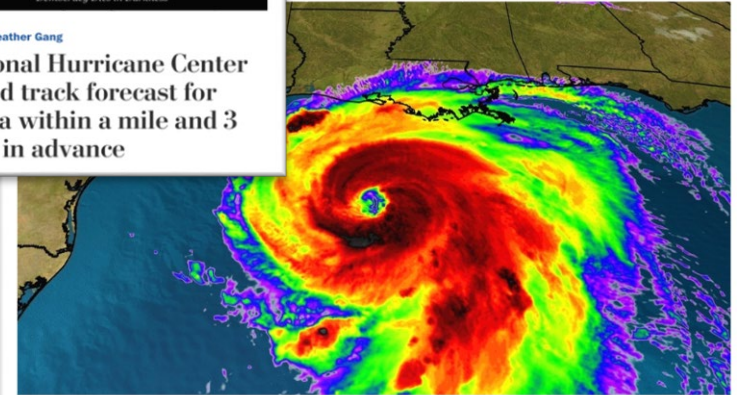 eather Gang
onal Hurricane Center
d track forecast for
a within a mile and 3
in advance